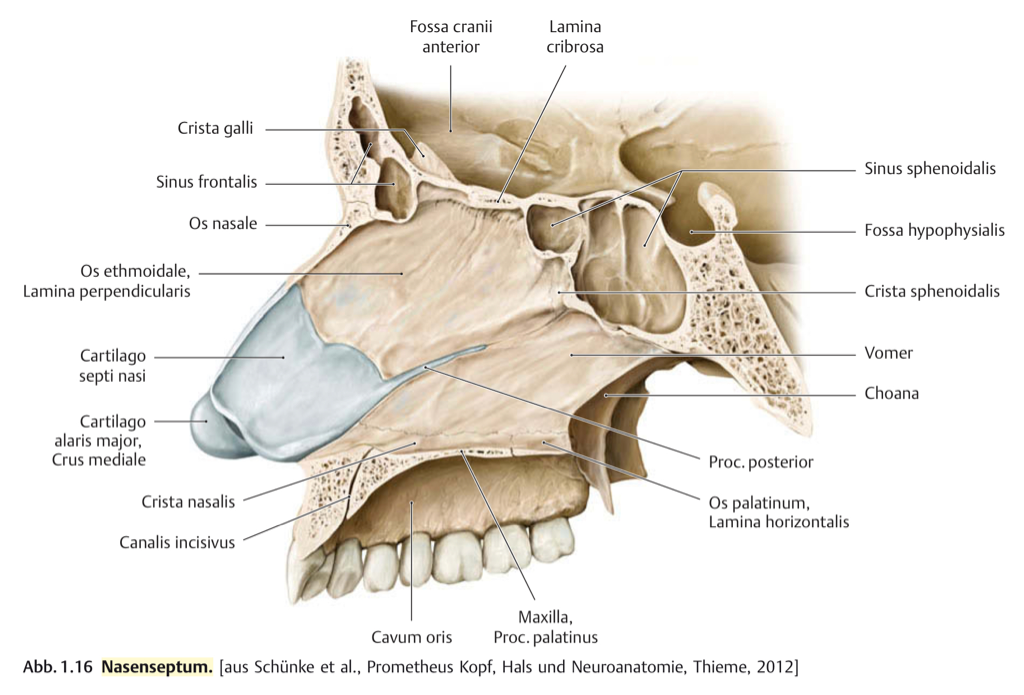 Fossa cranii
anterior
Lamina
cribrosa
Crista galli
Sinus frontalis
Os nasale
Os ethmoidale,
Lamina perpendicularis
Cartilago
septi nasi
Cartilago
alaris major,
Crus mediale
Crista nasalis
Canalis incisivus
Sinus sphenoidalis
Fossa hypophysialis
Crista sphenoidalis
Vomer
Choana
Proc. posterior
Os palatinum,
Lamina horizontalis
Cavum oris
Maxilla,
Proc. palatinus
Abb. 1.16 Nasenseptum. [aus Schünke et al., Prometheus Kopf, Hals und Neuroanatomie, Thieme, 2012]